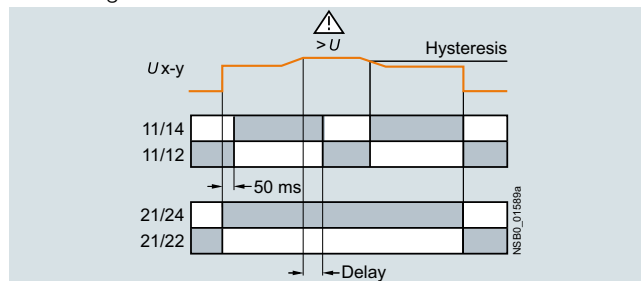 > U
Hysteresis
U x-y
11/14
11/12
50 ms
21/24
21/22
Delay
NSB0_01589a